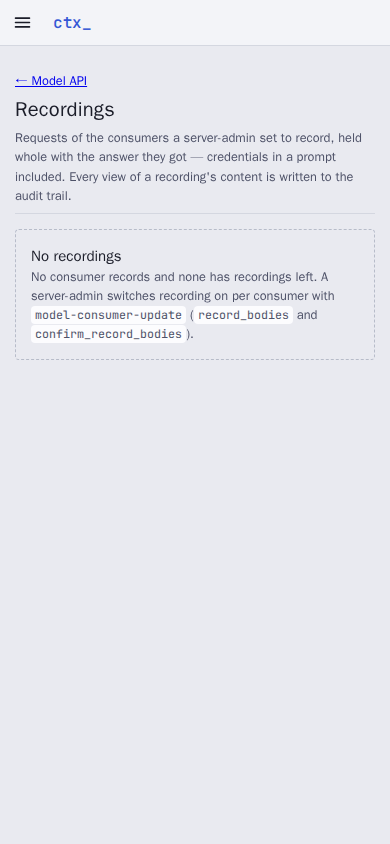 ctx_
← Model API
Recordings
Requests of the consumers a server-admin set to record, held
whole with the answer they got — credentials in a prompt
included. Every view of a recording's content is written to the
audit trail.
No recordings
No consumer records and none has recordings left. A
server-admin switches recording on per consumer with
model-consumer-update ( record_bodies and
confirm_record_bodies ).